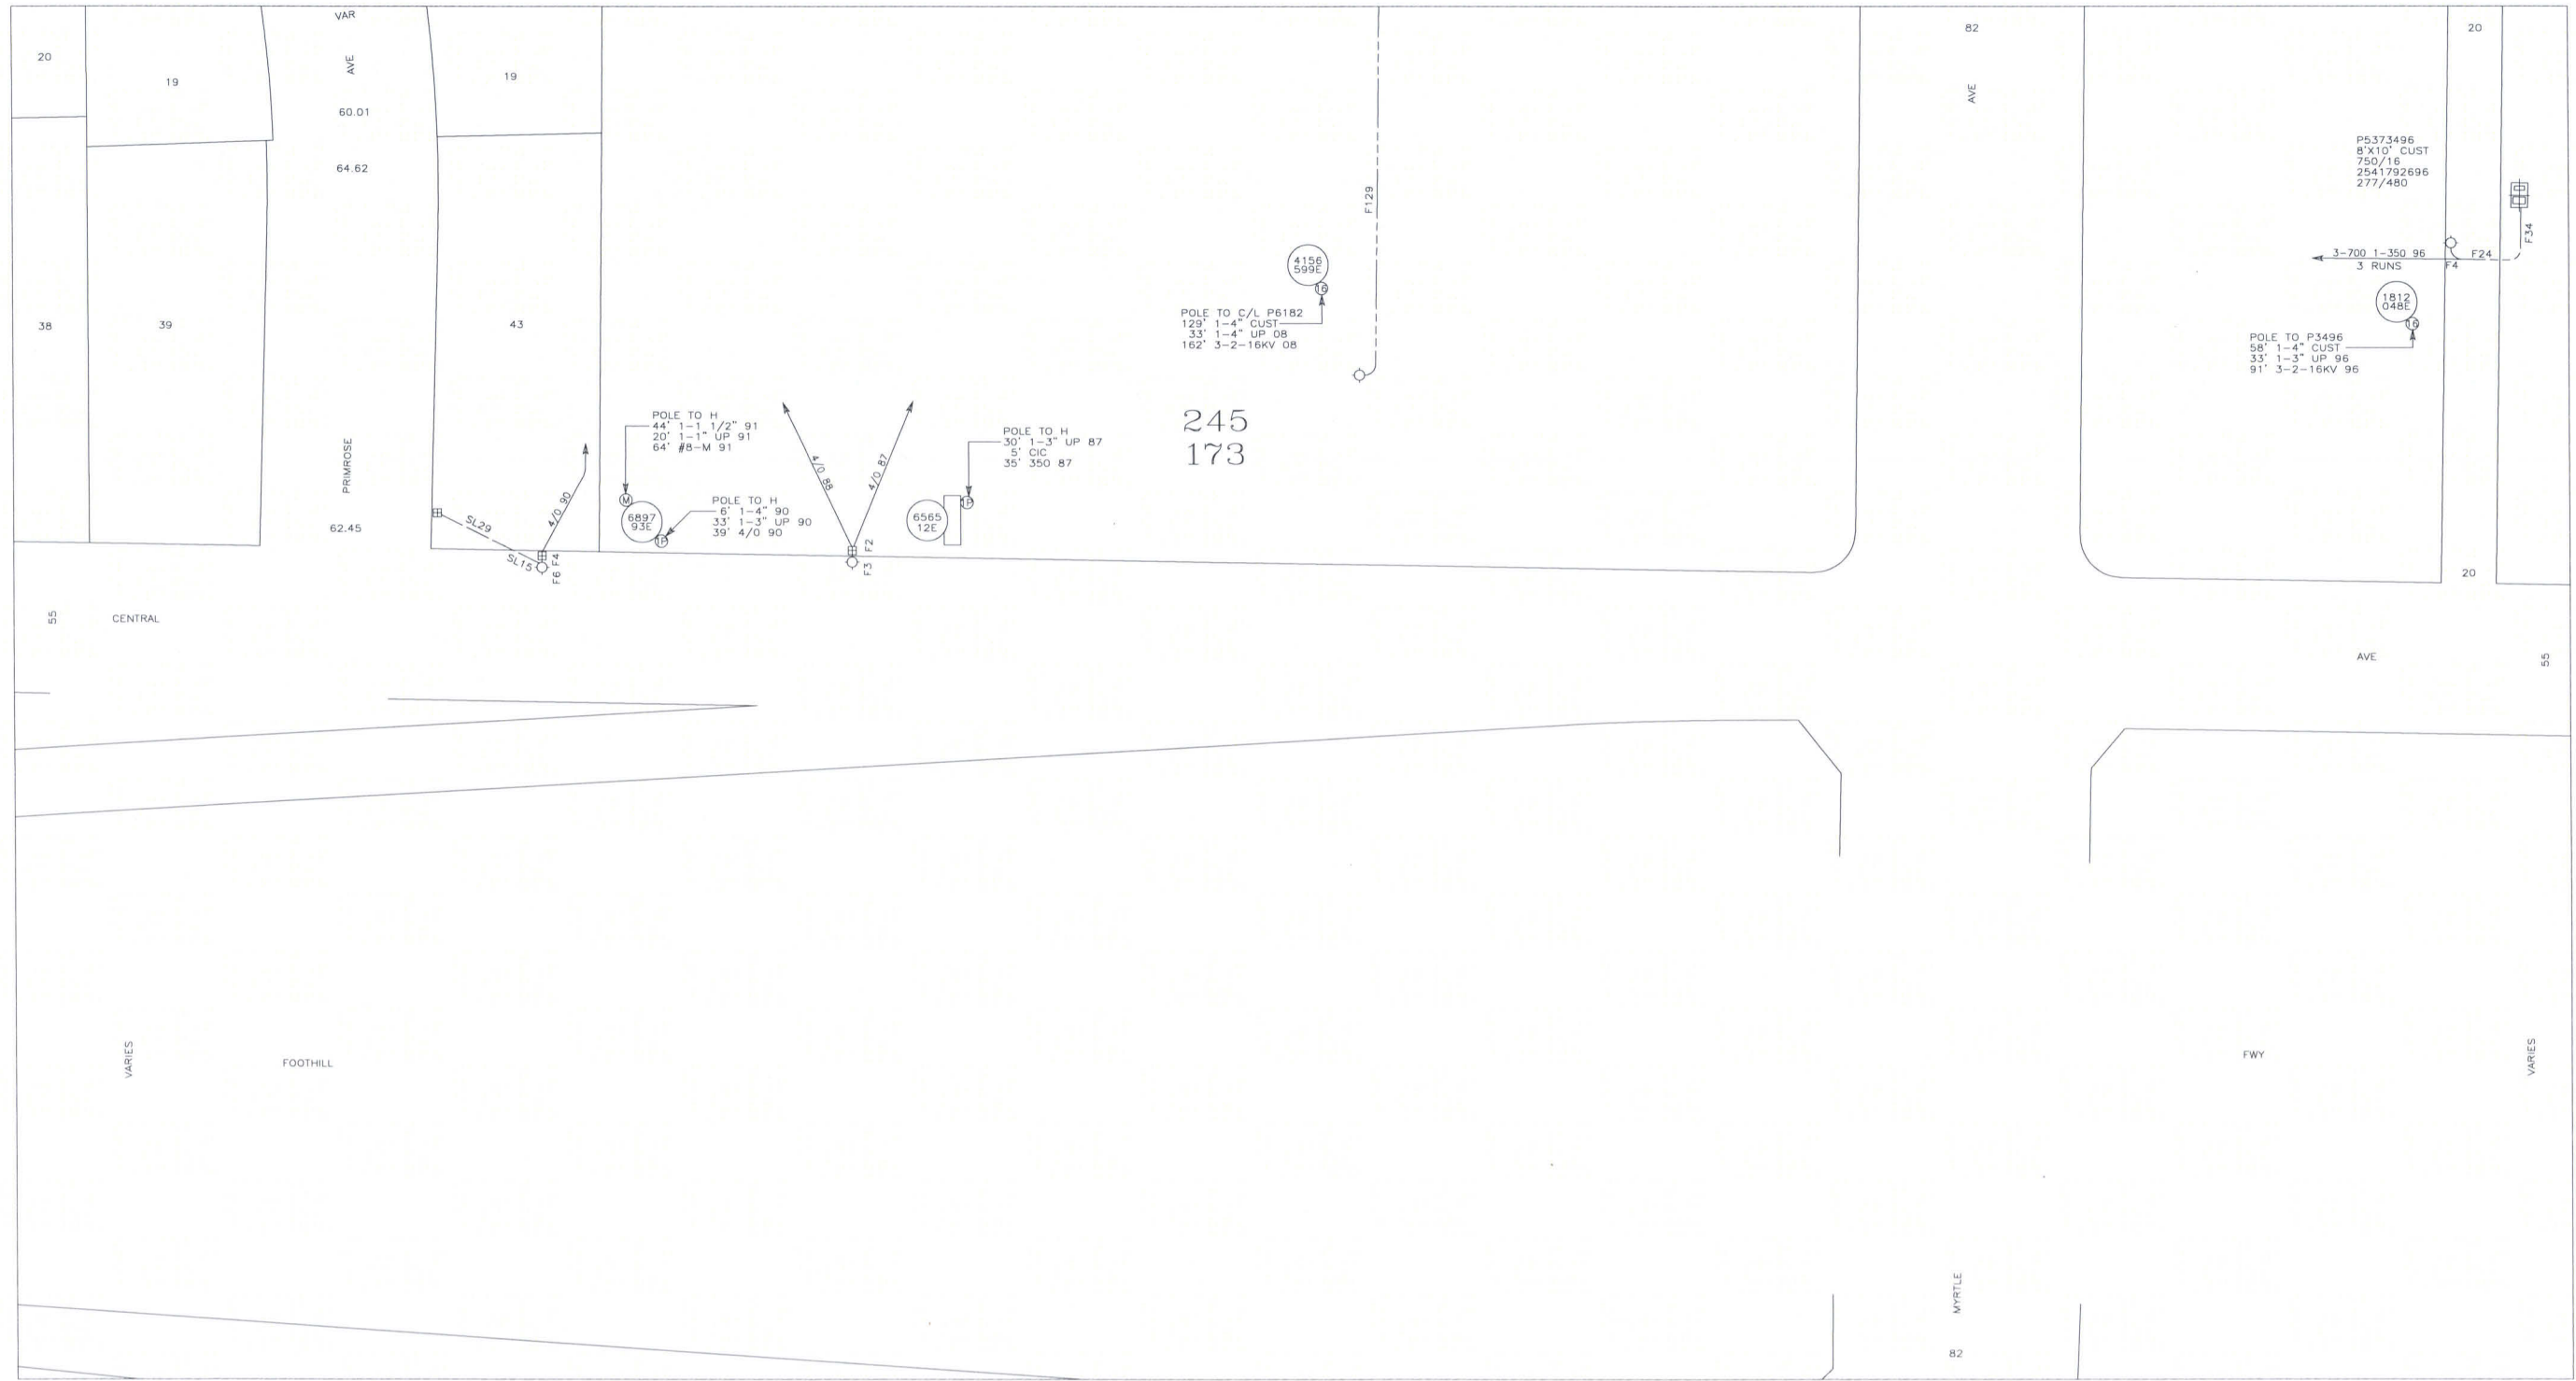 VAR
AVE
60.01
64.62
PRIMROSE
62.45
20
19
19
38
39
43
POLE TO H
44' 1-1 1/2" 91
20' 1-1" UP 91
64' #8-M 91
M
6897
93E
1P
POLE TO H
6' 1-4" 90
33' 1-3" UP 90
39' 4/0 90
SL29
SL15
4/0 90
F6 F4
4/0 88
4/0 87
F3 F2
6565
12E
1P
POLE TO H
30' 1-3" UP 87
5' CIC
35' 350 87
F129
4156
599E
16
POLE TO C/L P6182
129' 1-4" CUST
33' 1-4" UP 08
162' 3-2-16KV 08
245
173
82
AVE
20
P5373496
8'X10' CUST
750/16
2541792696
277/480
F34
3-700 1-350 96
3 RUNS
F24
F4
1812
048E
16
POLE TO P3496
58' 1-4" CUST
33' 1-3" UP 96
91' 3-2-16KV 96
20
55
CENTRAL
AVE
55
VARIES
FOOTHILL
FWY
VARIES
MYRTLE
82